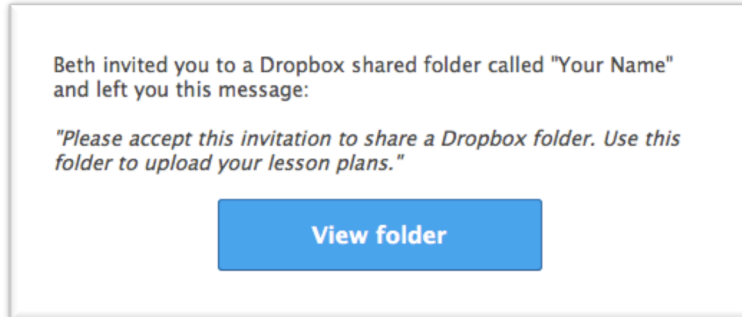 Beth invited you to a Dropbox shared folder called "Your Name"
and left you this message:
"Please accept this invitation to share a Dropbox folder. Use this
folder to upload your lesson plans."
View folder